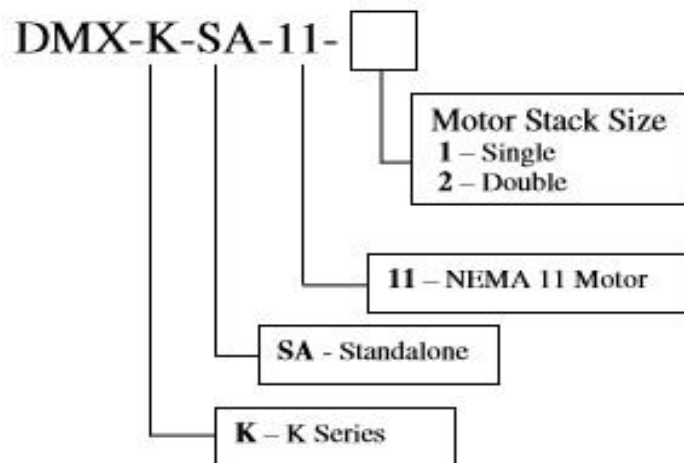 DMX-K-SA-11-
Motor Stack Size
1 – Single
2 – Double
11 – NEMA 11 Motor
SA - Standalone
K – K Series